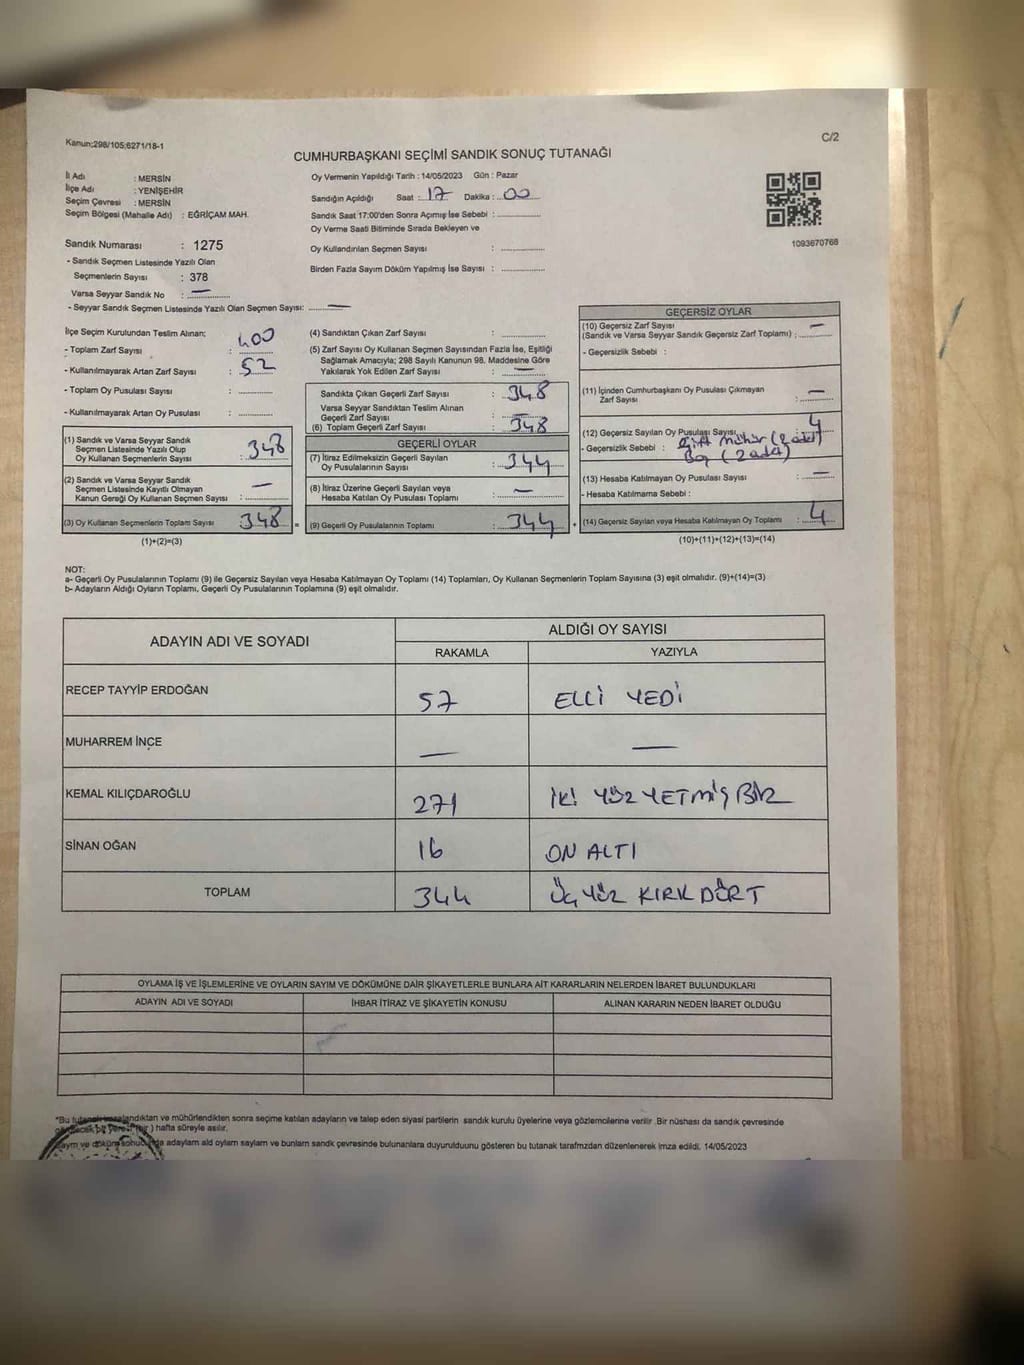 Kanun;298/105;6271/18-1
C/2
CUMHURBAŞKANI SEÇİMİ SANDIK SONUÇ TUTANAĞI
İl Adı : MERSİN
İlçe Adı : YENİŞEHİR
Seçim Çevresi : MERSİN
Seçim Bölgesi (Mahalle Adı) : EĞRİÇAM MAH.
Sandık Numarası : 1275
- Sandık Seçmen Listesinde Yazılı Olan
Seçmenlerin Sayısı : 378
Varsa Seyyar Sandık No : —
- Seyyar Sandık Seçmen Listesinde Yazılı Olan Seçmen Sayısı: —
Oy Vermenin Yapıldığı Tarih : 14/05/2023 Gün : Pazar
Sandığın Açıldığı Saat : 17 Dakika : 00
Sandık Saat 17:00'den Sonra Açımış İse Sebebi :
Oy Verme Saati Bitiminde Sırada Bekleyen ve
Oy Kullandırılan Seçmen Sayısı :
Birden Fazla Sayım Döküm Yapılmış İse Sayısı :
1093670768
İlçe Seçim Kurulundan Teslim Alınan;
- Toplam Zarf Sayısı : 400
- Kullanılmayarak Artan Zarf Sayısı : 52
- Toplam Oy Pusulası Sayısı :
- Kullanılmayarak Artan Oy Pusulası :
(1) Sandık ve Varsa Seyyar Sandık
Seçmen Listesinde Yazılı Olup
Oy Kullanan Seçmenlerin Sayısı : 348
(2) Sandık ve Varsa Seyyar Sandık
Seçmen Listesinde Kayıtlı Olmayan
Kanun Gereği Oy Kullanan Seçmen Sayısı : —
(3) Oy Kullanan Seçmenlerin Toplam Sayısı 348
(1)+(2)=(3)
(4) Sandıktan Çıkan Zarf Sayısı :
(5) Zarf Sayısı Oy Kullanan Seçmen Sayısından Fazla İse, Eşitliği
Sağlamak Amacıyla; 298 Sayılı Kanunun 98. Maddesine Göre
Yakılarak Yok Edilen Zarf Sayısı : —
Sandıkta Çıkan Geçerli Zarf Sayısı : 348
Varsa Seyyar Sandıktan Teslim Alınan
Geçerli Zarf Sayısı : —
(6) Toplam Geçerli Zarf Sayısı : 348
GEÇERLİ OYLAR
(7) İtiraz Edilmeksizin Geçerli Sayılan
Oy Pusulalarının Sayısı : 344
(8) İtiraz Üzerine Geçerli Sayılan veya
Hesaba Katılan Oy Pusulası Toplamı : —
(9) Geçerli Oy Pusulalarının Toplamı : 344
GEÇERSİZ OYLAR
(10) Geçersiz Zarf Sayısı
(Sandık ve Varsa Seyyar Sandık Geçersiz Zarf Toplamı) : —
- Geçersizlik Sebebi :
(11) İçinden Cumhurbaşkanı Oy Pusulası Çıkmayan
Zarf Sayısı : —
(12) Geçersiz Sayılan Oy Pusulası Sayısı 4
- Geçersizlik Sebebi : Çift Mühür (2 adet)
Boş (2 adet)
(13) Hesaba Katılmayan Oy Pusulası Sayısı : —
- Hesaba Katılmama Sebebi :
(14) Geçersiz Sayılan veya Hesaba Katılmayan Oy Toplamı : 4
(10)+(11)+(12)+(13)=(14)
NOT:
a- Geçerli Oy Pusulalarının Toplamı (9) ile Geçersiz Sayılan veya Hesaba Katılmayan Oy Toplamı (14) Toplamları, Oy Kullanan Seçmenlerin Toplam Sayısına (3) eşit olmalıdır. (9)+(14)=(3)
b- Adayların Aldığı Oyların Toplamı, Geçerli Oy Pusulalarının Toplamına (9) eşit olmalıdır.
ADAYIN ADI VE SOYADI
ALDIĞI OY SAYISI
RAKAMLA YAZIYLA
RECEP TAYYİP ERDOĞAN 57 ELLİ YEDİ
MUHARREM İNCE — —
KEMAL KILIÇDAROĞLU 271 İKİ YÜZ YETMİŞ BİR
SİNAN OĞAN 16 ON ALTI
TOPLAM 344 ÜÇ YÜZ KIRK DÖRT
OYLAMA İŞ VE İŞLEMLERİNE VE OYLARIN SAYIM VE DÖKÜMÜNE DAİR ŞİKAYETLERLE BUNLARA AİT KARARLARIN NELERDEN İBARET BULUNDUKLARI
ADAYIN ADI VE SOYADI İHBAR İTİRAZ VE ŞİKAYETİN KONUSU ALINAN KARARIN NEDEN İBARET OLDUĞU
*Bu tutanak imzalandıktan ve mühürlendikten sonra seçime katılan adayların ve talep eden siyasi partilerin sandık kurulu üyelerine veya gözlemcilerine verilir. Bir nüshası da sandık çevresinde
bir ) hafta süreyle asılır.
ve döküm adayların ald oyların sayların ve bunların sandık çevresinde bulunanlara duyurulduunu gösteren bu tutanak tarafımzdan düzenlenerek imza edildi. 14/05/2023